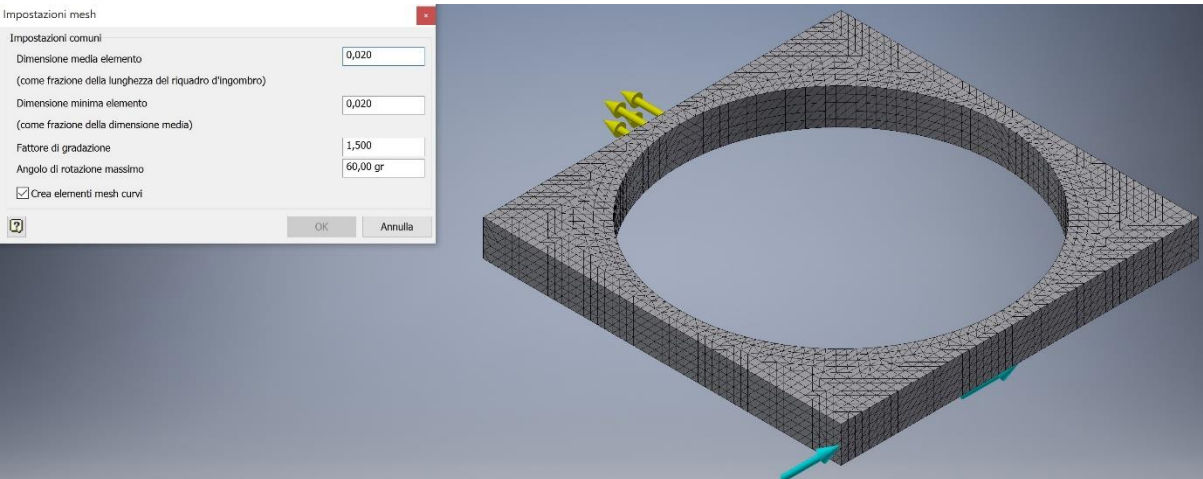 Impostazioni mesh
Impostazioni comuni
Dimensione media elemento 0,020
(come frazione della lunghezza del riquadro d'ingombro)
Dimensione minima elemento 0,020
(come frazione della dimensione media)
Fattore di gradazione 1,500
Angolo di rotazione massimo 60,00 gr
Crea elementi mesh curvi
OK Annulla